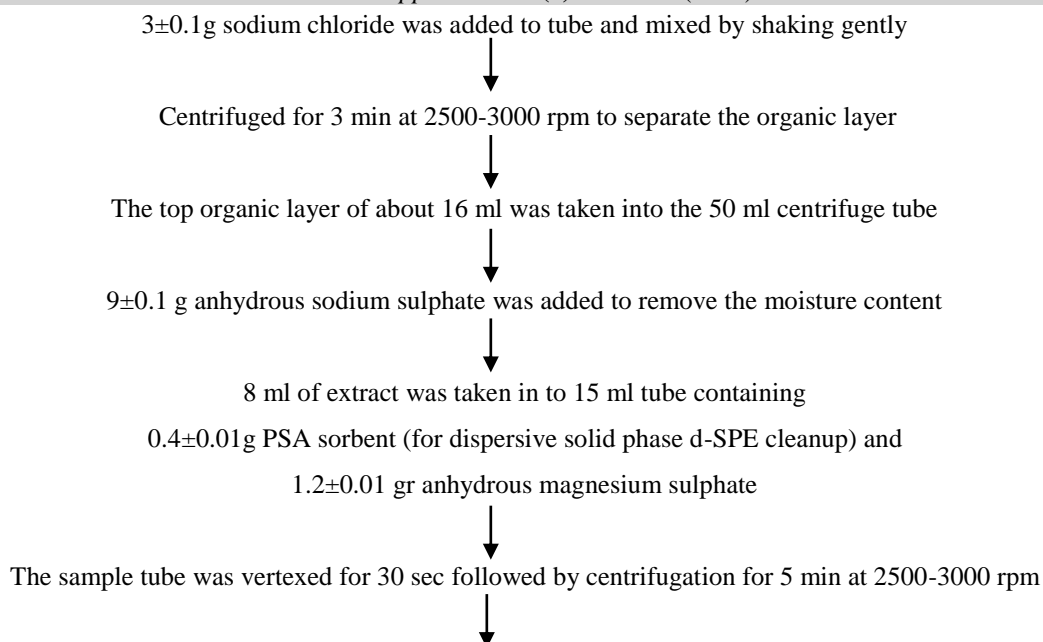 3±0.1g sodium chloride was added to tube and mixed by shaking gently
Centrifuged for 3 min at 2500-3000 rpm to separate the organic layer
The top organic layer of about 16 ml was taken into the 50 ml centrifuge tube
9±0.1 g anhydrous sodium sulphate was added to remove the moisture content
8 ml of extract was taken in to 15 ml tube containing
0.4±0.01g PSA sorbent (for dispersive solid phase d-SPE cleanup) and
1.2±0.01 gr anhydrous magnesium sulphate
The sample tube was vertexed for 30 sec followed by centrifugation for 5 min at 2500-3000 rpm